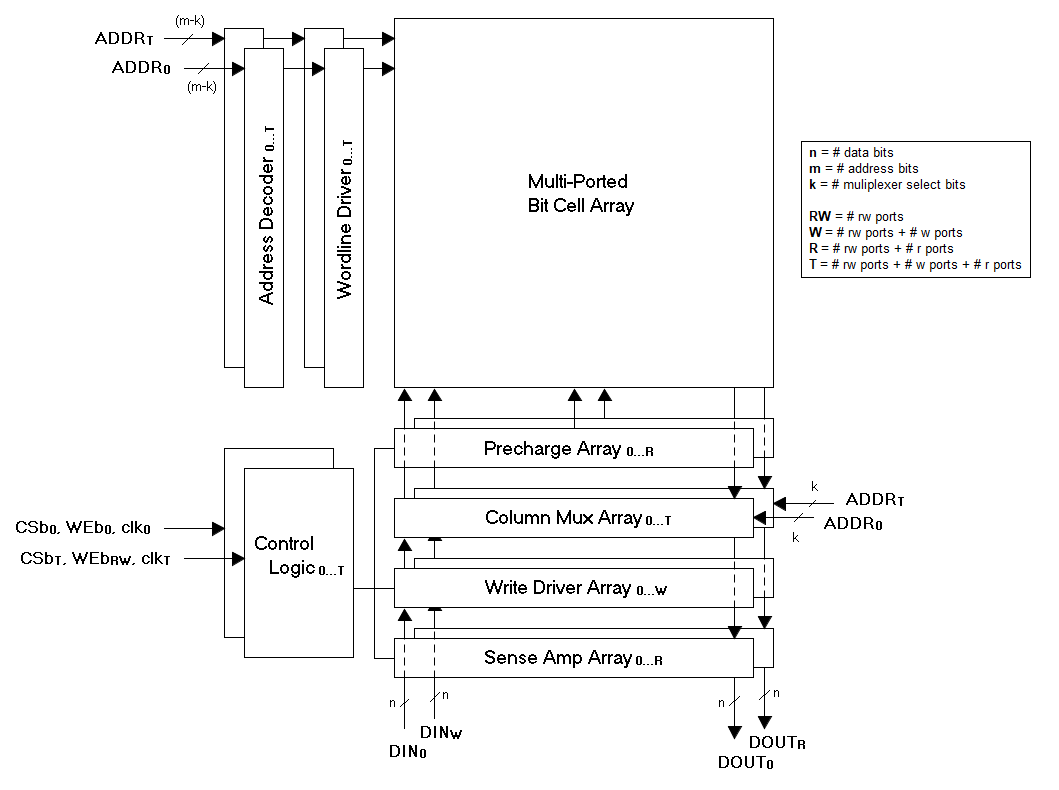 (m-k)
ADDRT
ADDR0
(m-k)
Address Decoder 0...T
Wordline Driver 0...T
Multi-Ported
Bit Cell Array
n = # data bits
m = # address bits
k = # muliplexer select bits
RW = # rw ports
W = # rw ports + # w ports
R = # rw ports + # r ports
T = # rw ports + # w ports + # r ports
Precharge Array 0...R
k
ADDRT
Column Mux Array 0...T
ADDR0
k
CSb0, WEb0, clk0
CSbT, WEbRW, clkT
Control
Logic 0...T
Write Driver Array 0...W
Sense Amp Array 0...R
n
n
n
n
DINW
DIN0
DOUTR
DOUT0